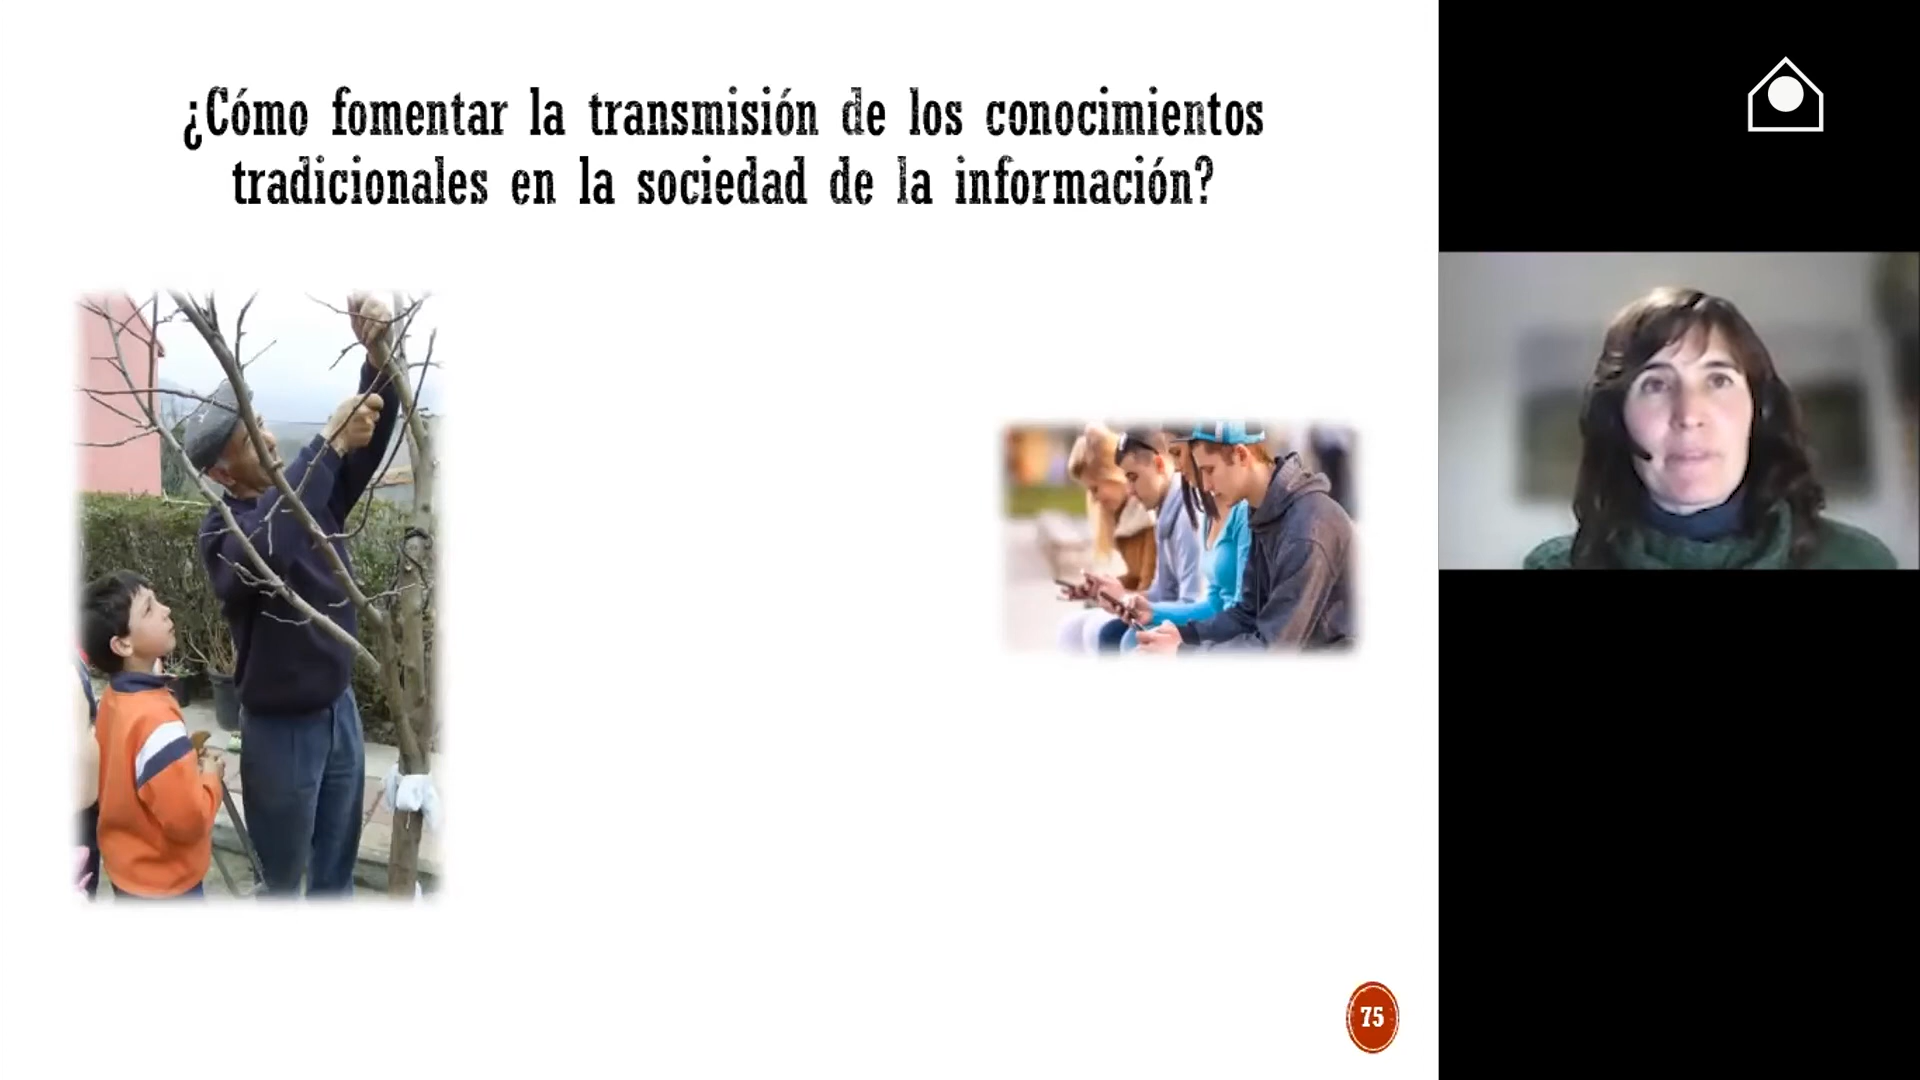 ¿Cómo fomentar la transmisión de los conocimientos
tradicionales en la sociedad de la información?
75